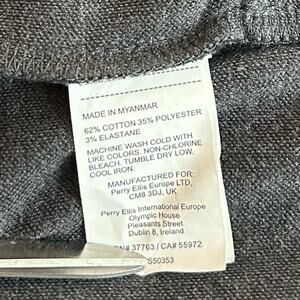 MADE IN MYANMAR
62% COTTON 35% POLYESTER
3% ELASTANE
MACHINE WASH COLD WITH
LIKE COLORS. NON-CHLORINE
BLEACH. TUMBLE DRY LOW.
COOL IRON.
MANUFACTURED FOR:
Perry Ellis Europe LTD,
CM8 3DJ, UK
Perry Ellis International Europe
Olympic House
Pleasants Street
Dublin 8, Ireland
37763 / CA# 55972
S50353